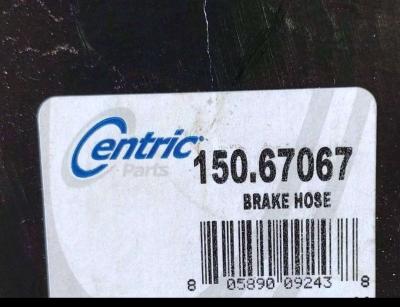 Centric
Parts
150.67067
BRAKE HOSE
8 05890 09243 8